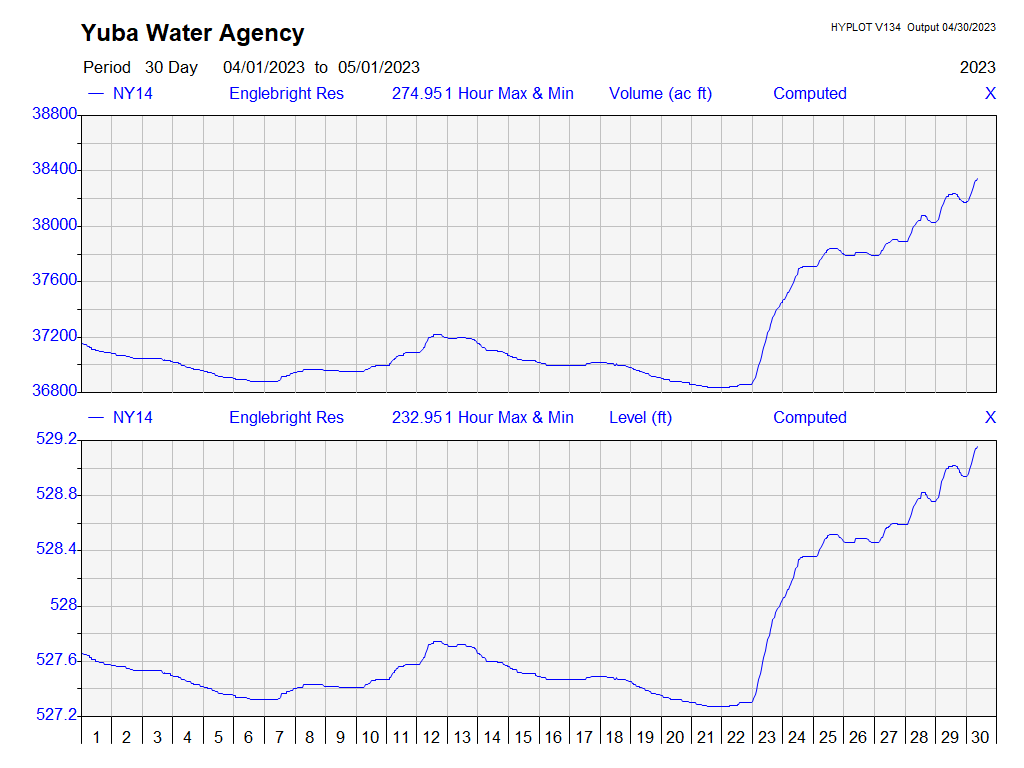 Yuba Water Agency
HYPLOT V134 Output 04/30/2023
Period 30 Day 04/01/2023 to 05/01/2023
2023
NY14 Englebright Res 274.951 Hour Max & Min Volume (ac ft) Computed X
38800
38400
38000
37600
37200
36800
NY14 Englebright Res 232.951 Hour Max & Min Level (ft) Computed X
529.2
528.8
528.4
528
527.6
527.2
1 2 3 4 5 6 7 8 9 10 11 12 13 14 15 16 17 18 19 20 21 22 23 24 25 26 27 28 29 30